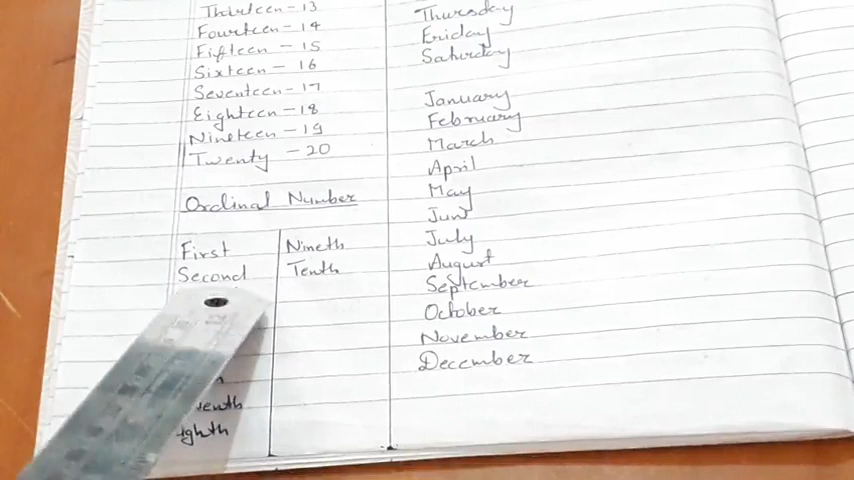 Thirteen - 13
Fourteen - 14
Fifteen - 15
Sixteen - 16
Seventeen - 17
Eighteen - 18
Nineteen - 19
Twenty - 20
Ordinal Number
First
Second
Nineth
Tenth
Thursday
Friday
Saturday
January
February
March
April
May
June
July
August
September
October
November
December